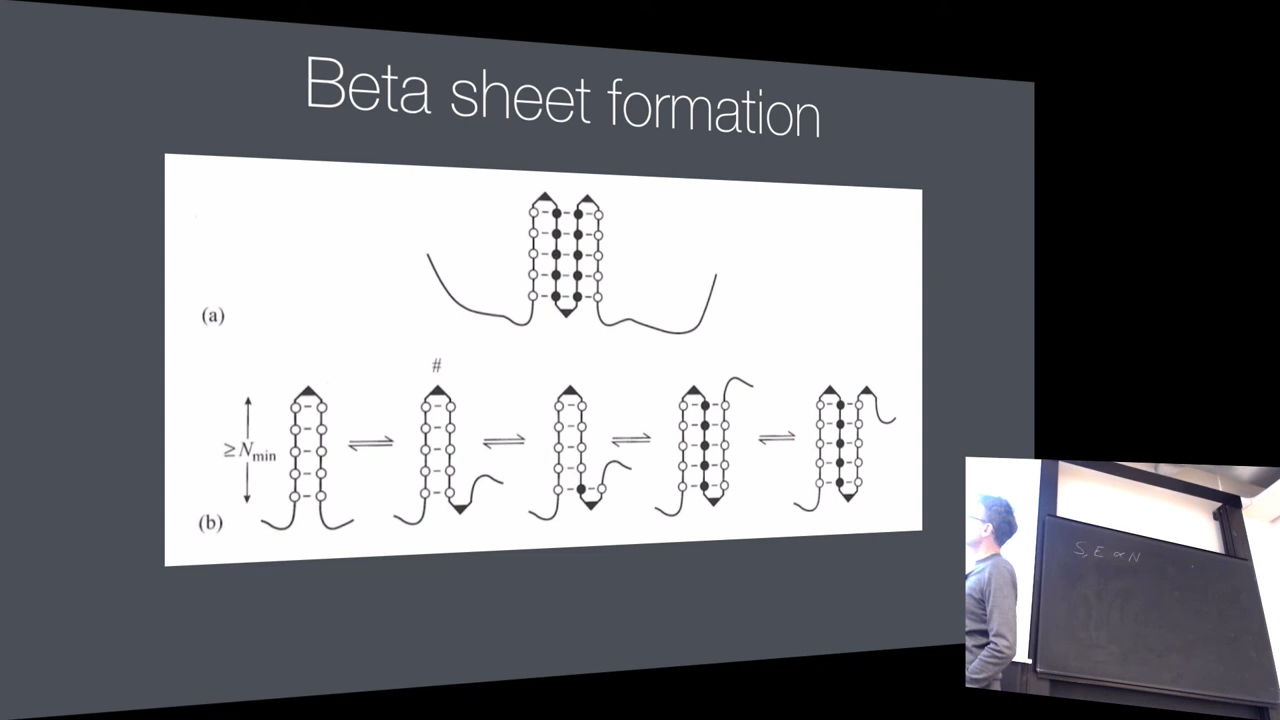 Beta sheet formation
(a)
#
≥N_min
(b)
S, E ∝ N